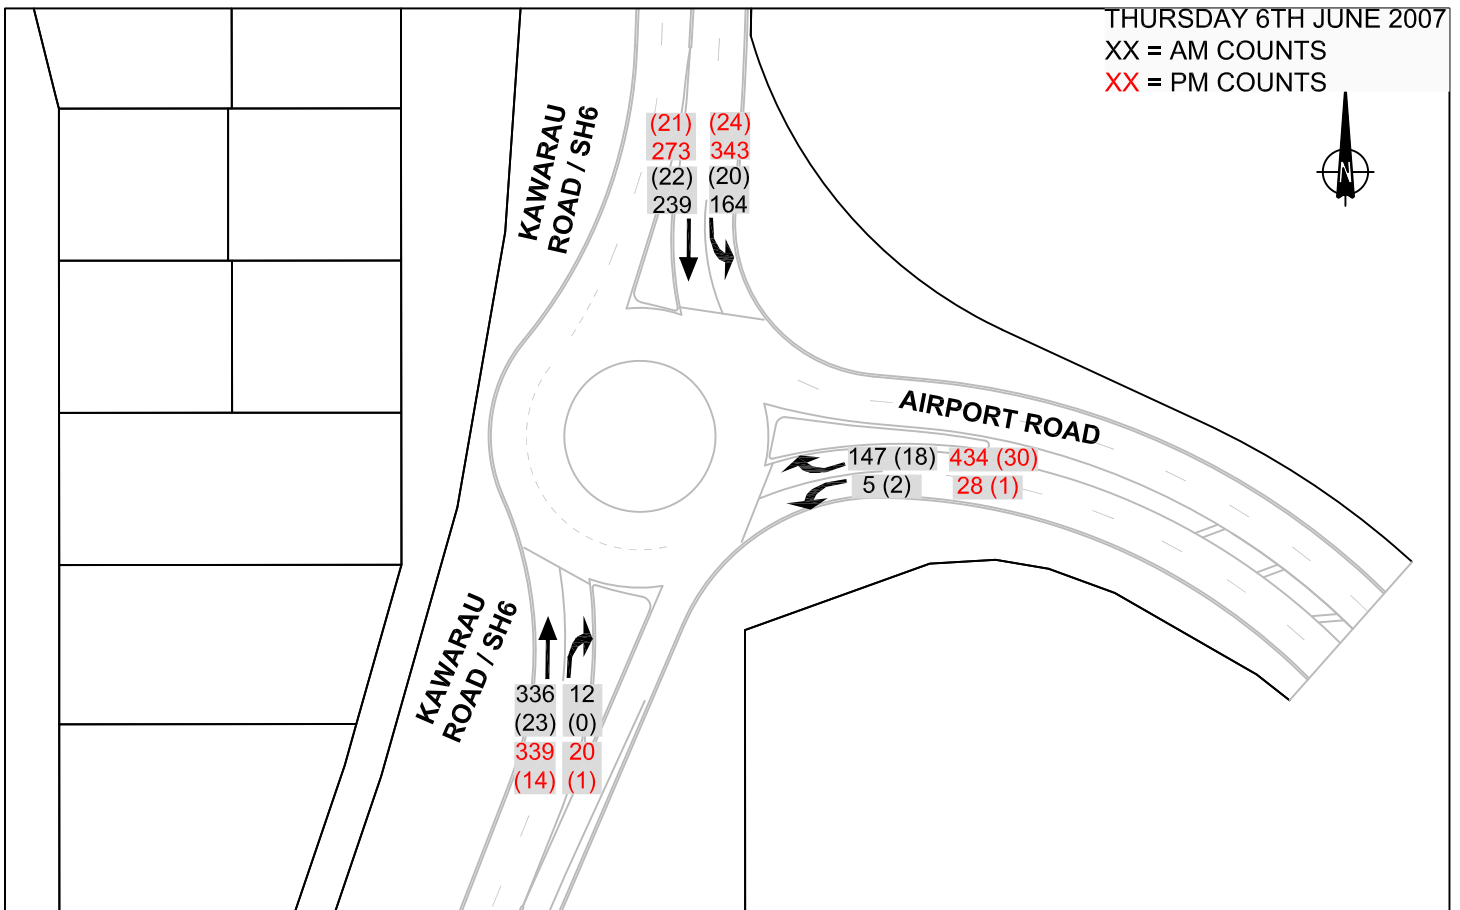 THURSDAY 6TH JUNE 2007
XX = AM COUNTS
XX = PM COUNTS
N
KAWARAU
ROAD / SH6
(21) (24)
273 343
(22) (20)
239 164
AIRPORT ROAD
147 (18) 434 (30)
5 (2) 28 (1)
KAWARAU
ROAD / SH6
336 12
(23) (0)
339 20
(14) (1)